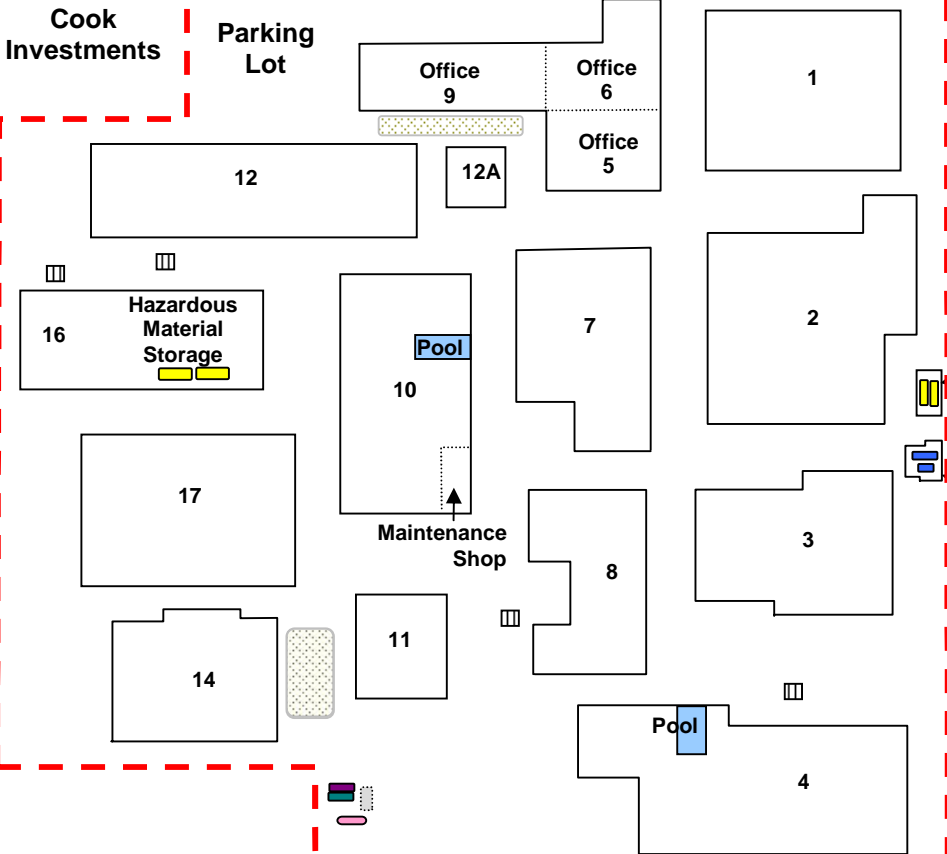 Cook
Investments
Parking
Lot
Office
9
Office
6
Office
5
1
12
12A
2
7
16
Hazardous
Material
Storage
Pool
10
17
Maintenance
Shop
3
8
11
14
Pool
4